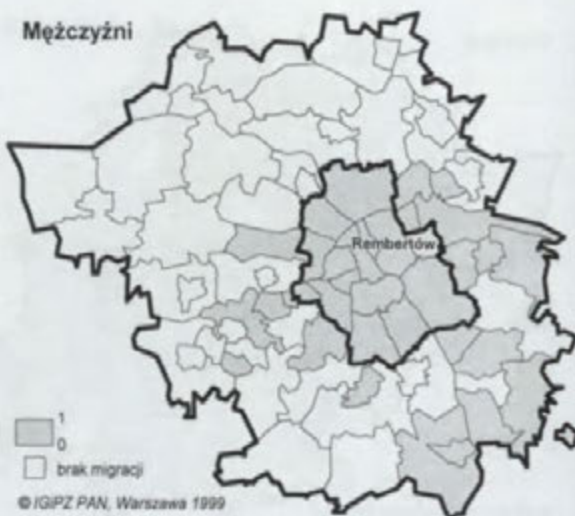 Mężczyźni
Rembertów
1
0
brak migracji
© IGiPZ PAN, Warszawa 1999